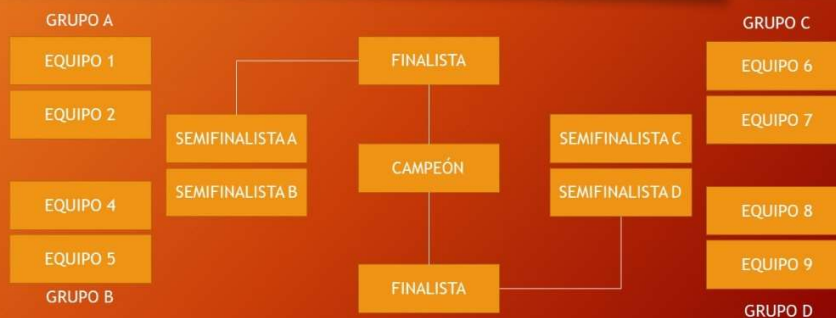 GRUPO A
EQUIPO 1
EQUIPO 2
EQUIPO 4
EQUIPO 5
GRUPO B
SEMIFINALISTA A
SEMIFINALISTA B
FINALISTA
CAMPEÓN
FINALISTA
SEMIFINALISTA C
SEMIFINALISTA D
GRUPO C
EQUIPO 6
EQUIPO 7
EQUIPO 8
EQUIPO 9
GRUPO D